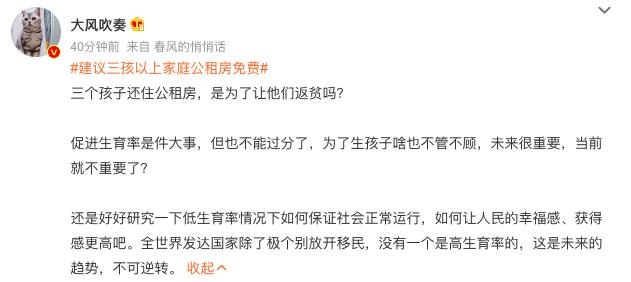 大风吹奏
40分钟前 来自 春风的悄悄话
#建议三孩以上家庭公租房免费#
三个孩子还住公租房，是为了让他们返贫吗？
促进生育率是件大事，但也不能过分了，为了生孩子啥也不管不顾，未来很重要，当前
就不重要了？
还是好好研究一下低生育率情况下如何保证社会正常运行，如何让人民的幸福感、获得
感更高吧。全世界发达国家除了极个别放开移民，没有一个是高生育率的，这是未来的
趋势，不可逆转。 收起